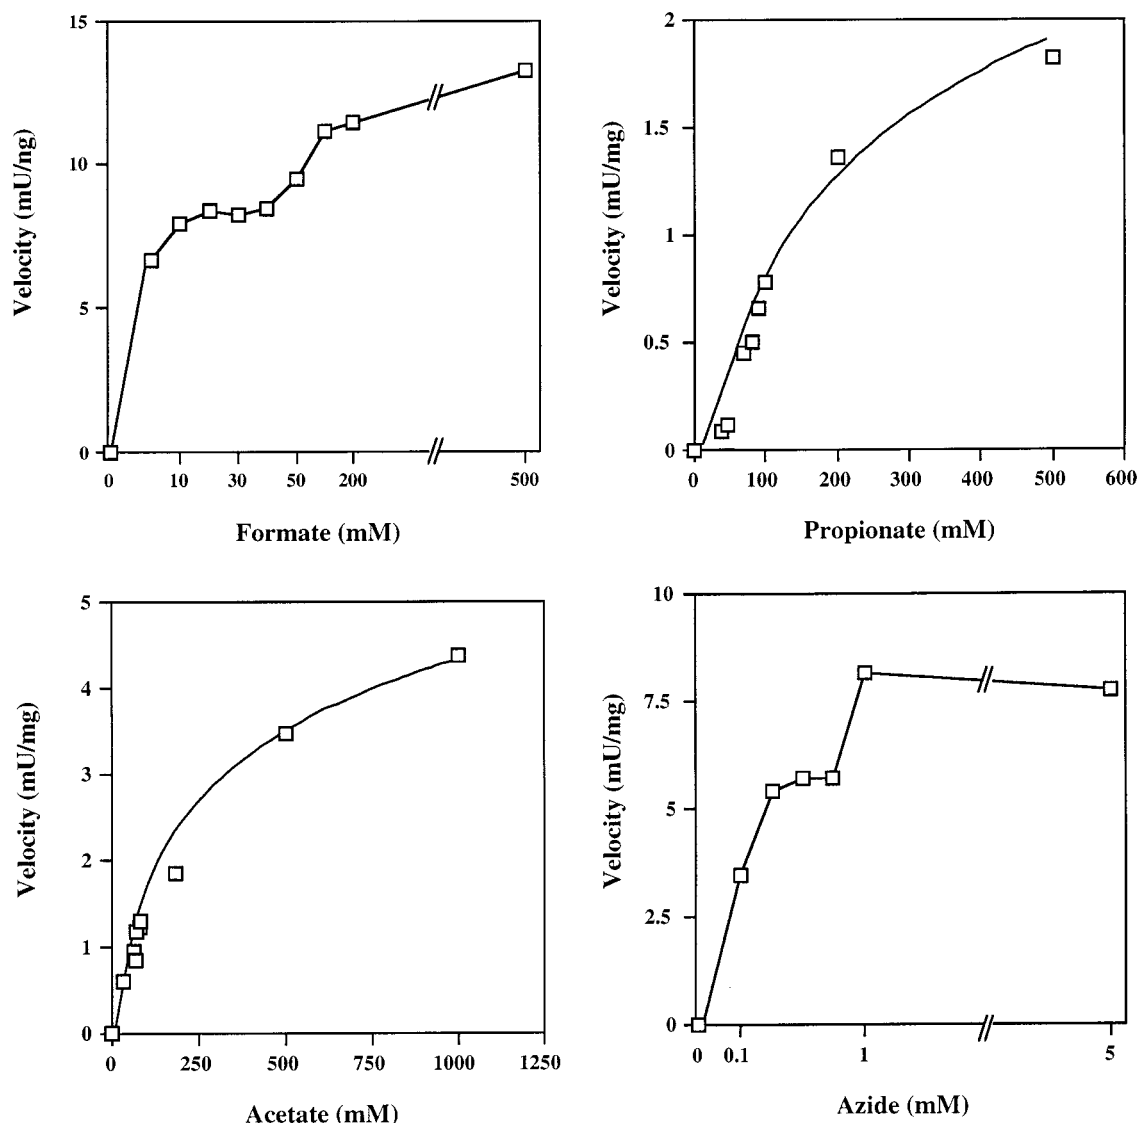 15
10
5
0
Velocity (mU/ng)
0 10 30 50 200 500
Formate (mM)
2
1.5
1
0.5
0
Velocity (mU/mg)
0 100 200 300 400 500 600
Propionate (mM)
5
4
3
2
1
0
Velocity (mU/mg)
0 250 500 750 1000 1250
Acetate (mM)
10
7.5
5
2.5
0
Velocity (mU/mg)
0 0.1 1 5
Azide (mM)